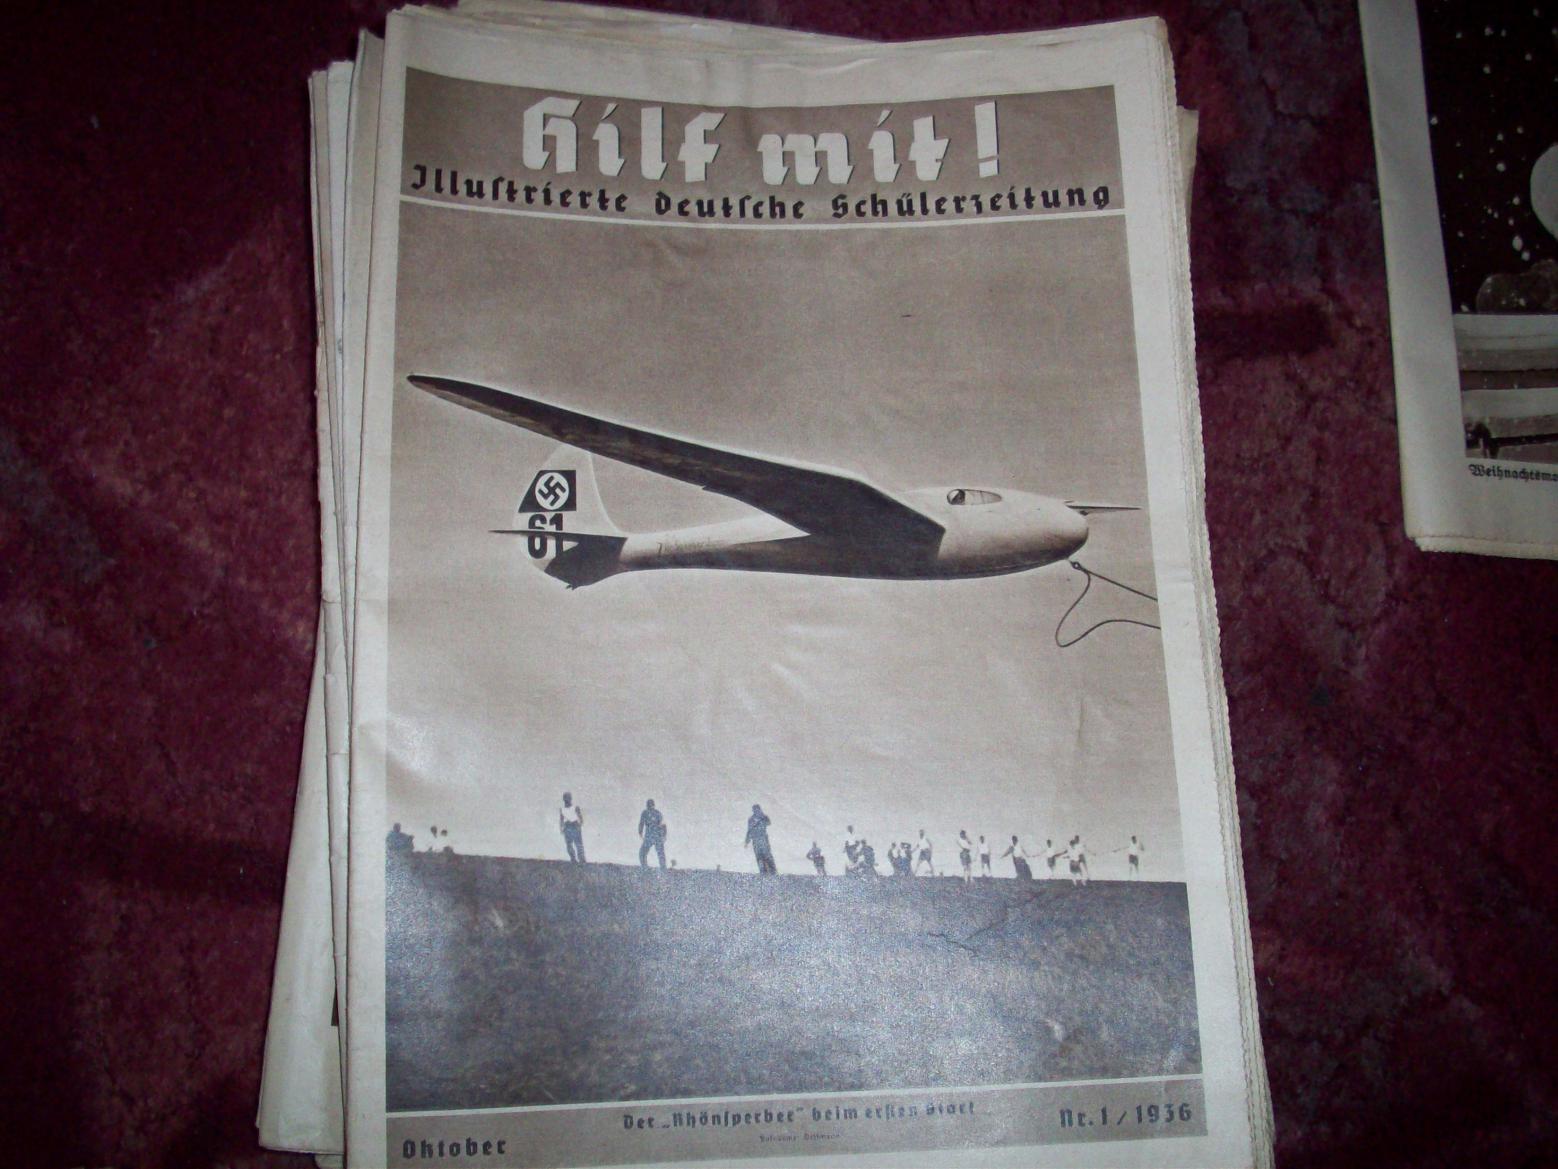 Hilf mit!
Illustrierte deutsche Schülerzeitung
61
Der „Rhönsperber" beim ersten Start
Oktober
Nr. 1 / 1936